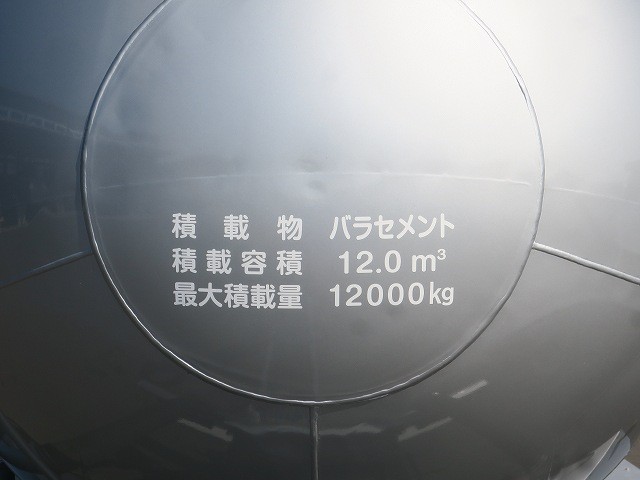 積載物 バラセメント
積載容積 12.0 m³
最大積載量 12000kg